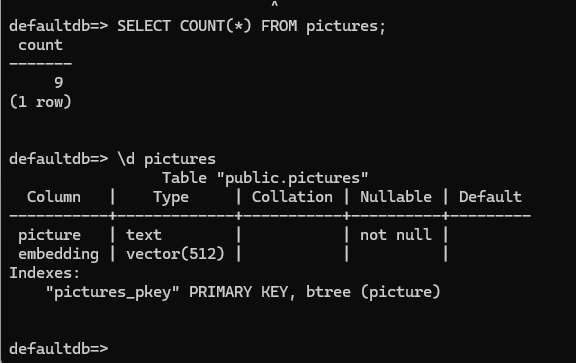 ^
defaultdb=> SELECT COUNT(*) FROM pictures;
 count
-------
     9
(1 row)
defaultdb=> \d pictures
                Table "public.pictures"
  Column   |    Type     | Collation | Nullable | Default
-----------+-------------+-----------+----------+---------
 picture   | text        |           | not null |
 embedding | vector(512) |           |          |
Indexes:
    "pictures_pkey" PRIMARY KEY, btree (picture)
defaultdb=>